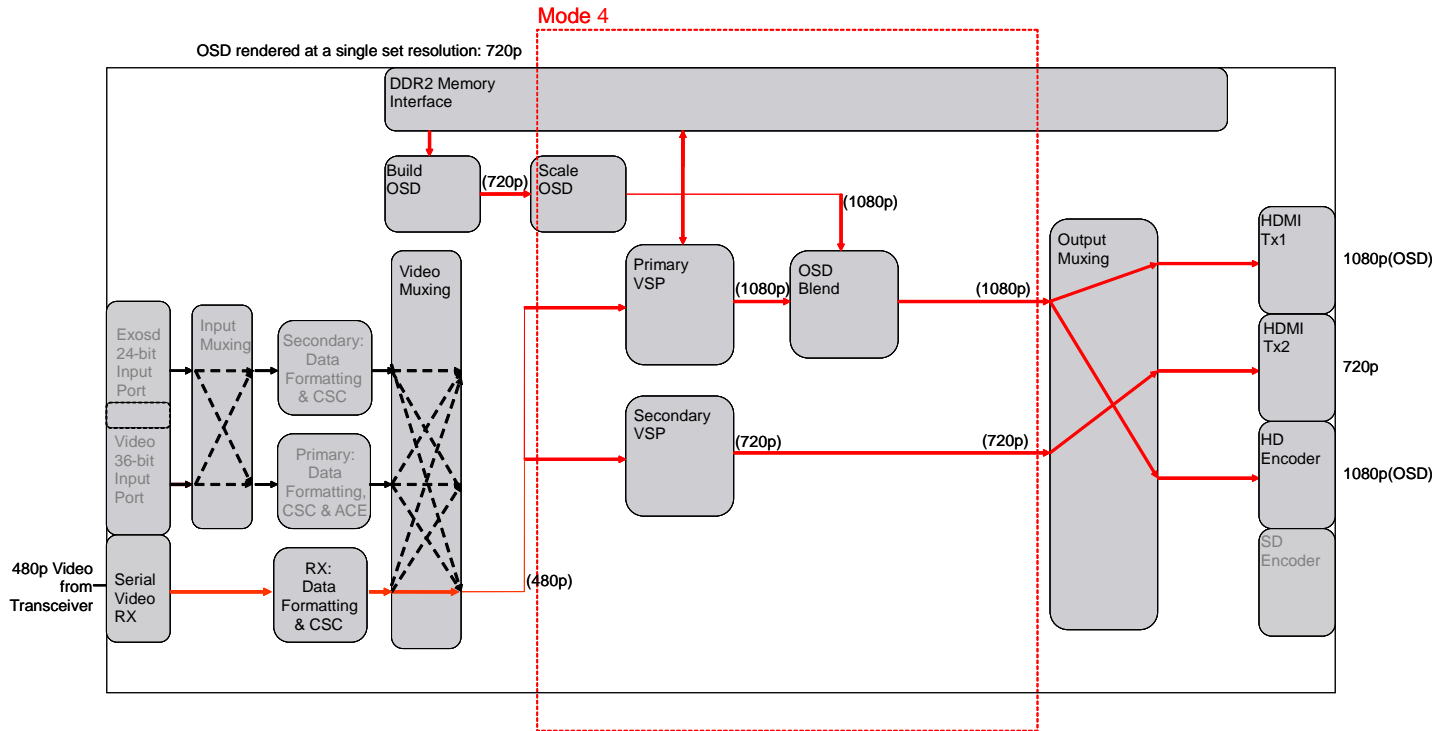 Mode 4
OSD rendered at a single set resolution: 720p
DDR2 Memory
Interface
Build
OSD
(720p)
Scale
OSD
(1080p)
Video
Muxing
Primary
VSP
(1080p)
OSD
Blend
(1080p)
Output
Muxing
HDMI
Tx1
1080p(OSD)
Exosd
24-bit
Input
Port
Input
Muxing
Secondary:
Data
Formatting
& CSC
HDMI
Tx2
720p
Video
36-bit
Input
Port
Primary:
Data
Formatting,
CSC & ACE
Secondary
VSP
(720p)
(720p)
HD
Encoder
1080p(OSD)
480p Video
from
Transceiver
Serial
Video
RX
RX:
Data
Formatting
& CSC
(480p)
SD
Encoder